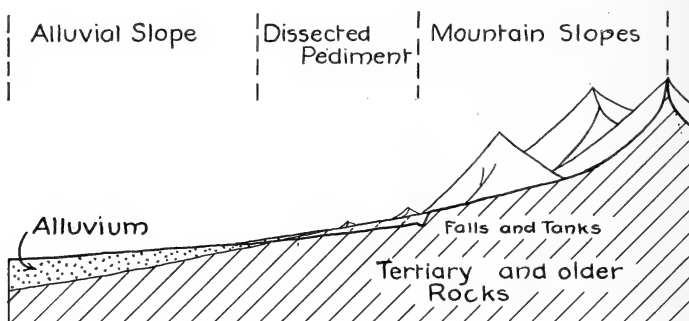 Alluvial Slope
Dissected
Pediment
Mountain Slopes
Alluvium
Falls and Tanks
Tertiary and older
Rocks